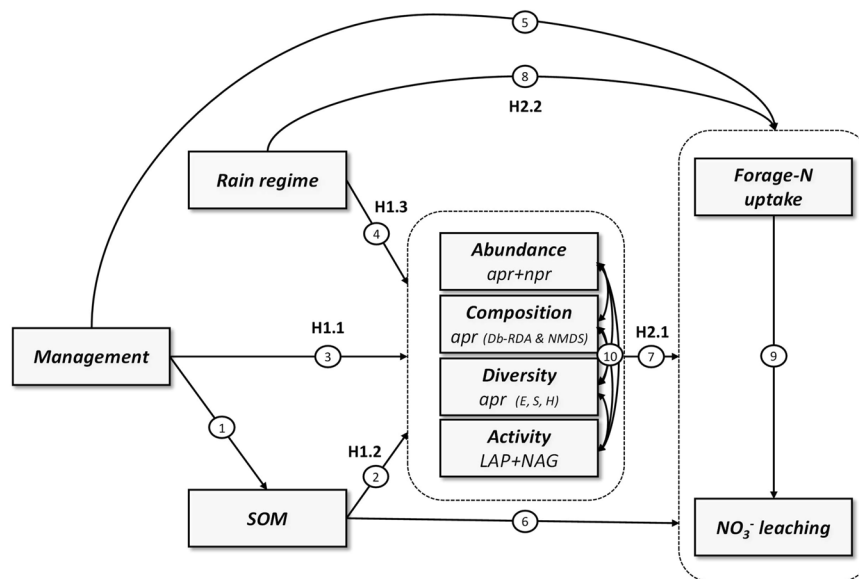 5
8
H2.2
Rain regime
Forage-N
uptake
H1.3
4
Abundance
apr+npr
Composition
apr (Db-RDA & NMDS)
H1.1
H2.1
Management
3
10
7
9
Diversity
apr (E, S, H)
1
Activity
LAP+NAG
H1.2
2
SOM
6
NO₃⁻ leaching